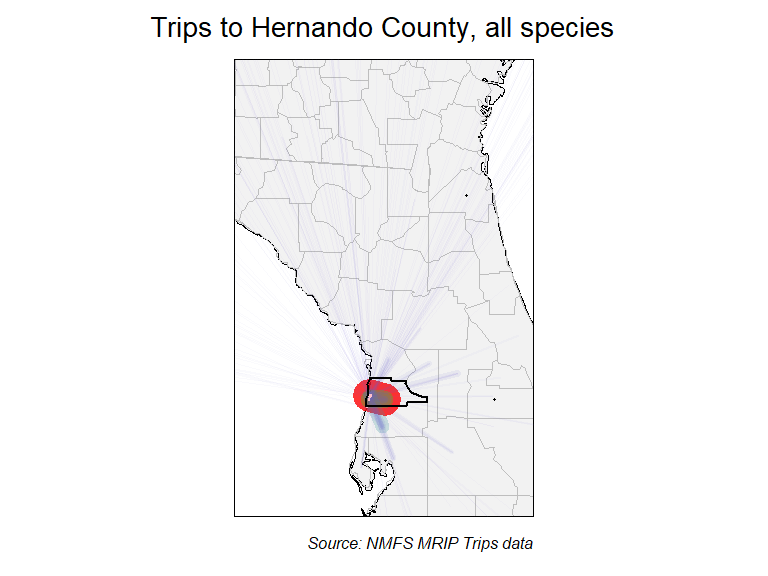 Trips to Hernando County, all species
Source: NMFS MRIP Trips data